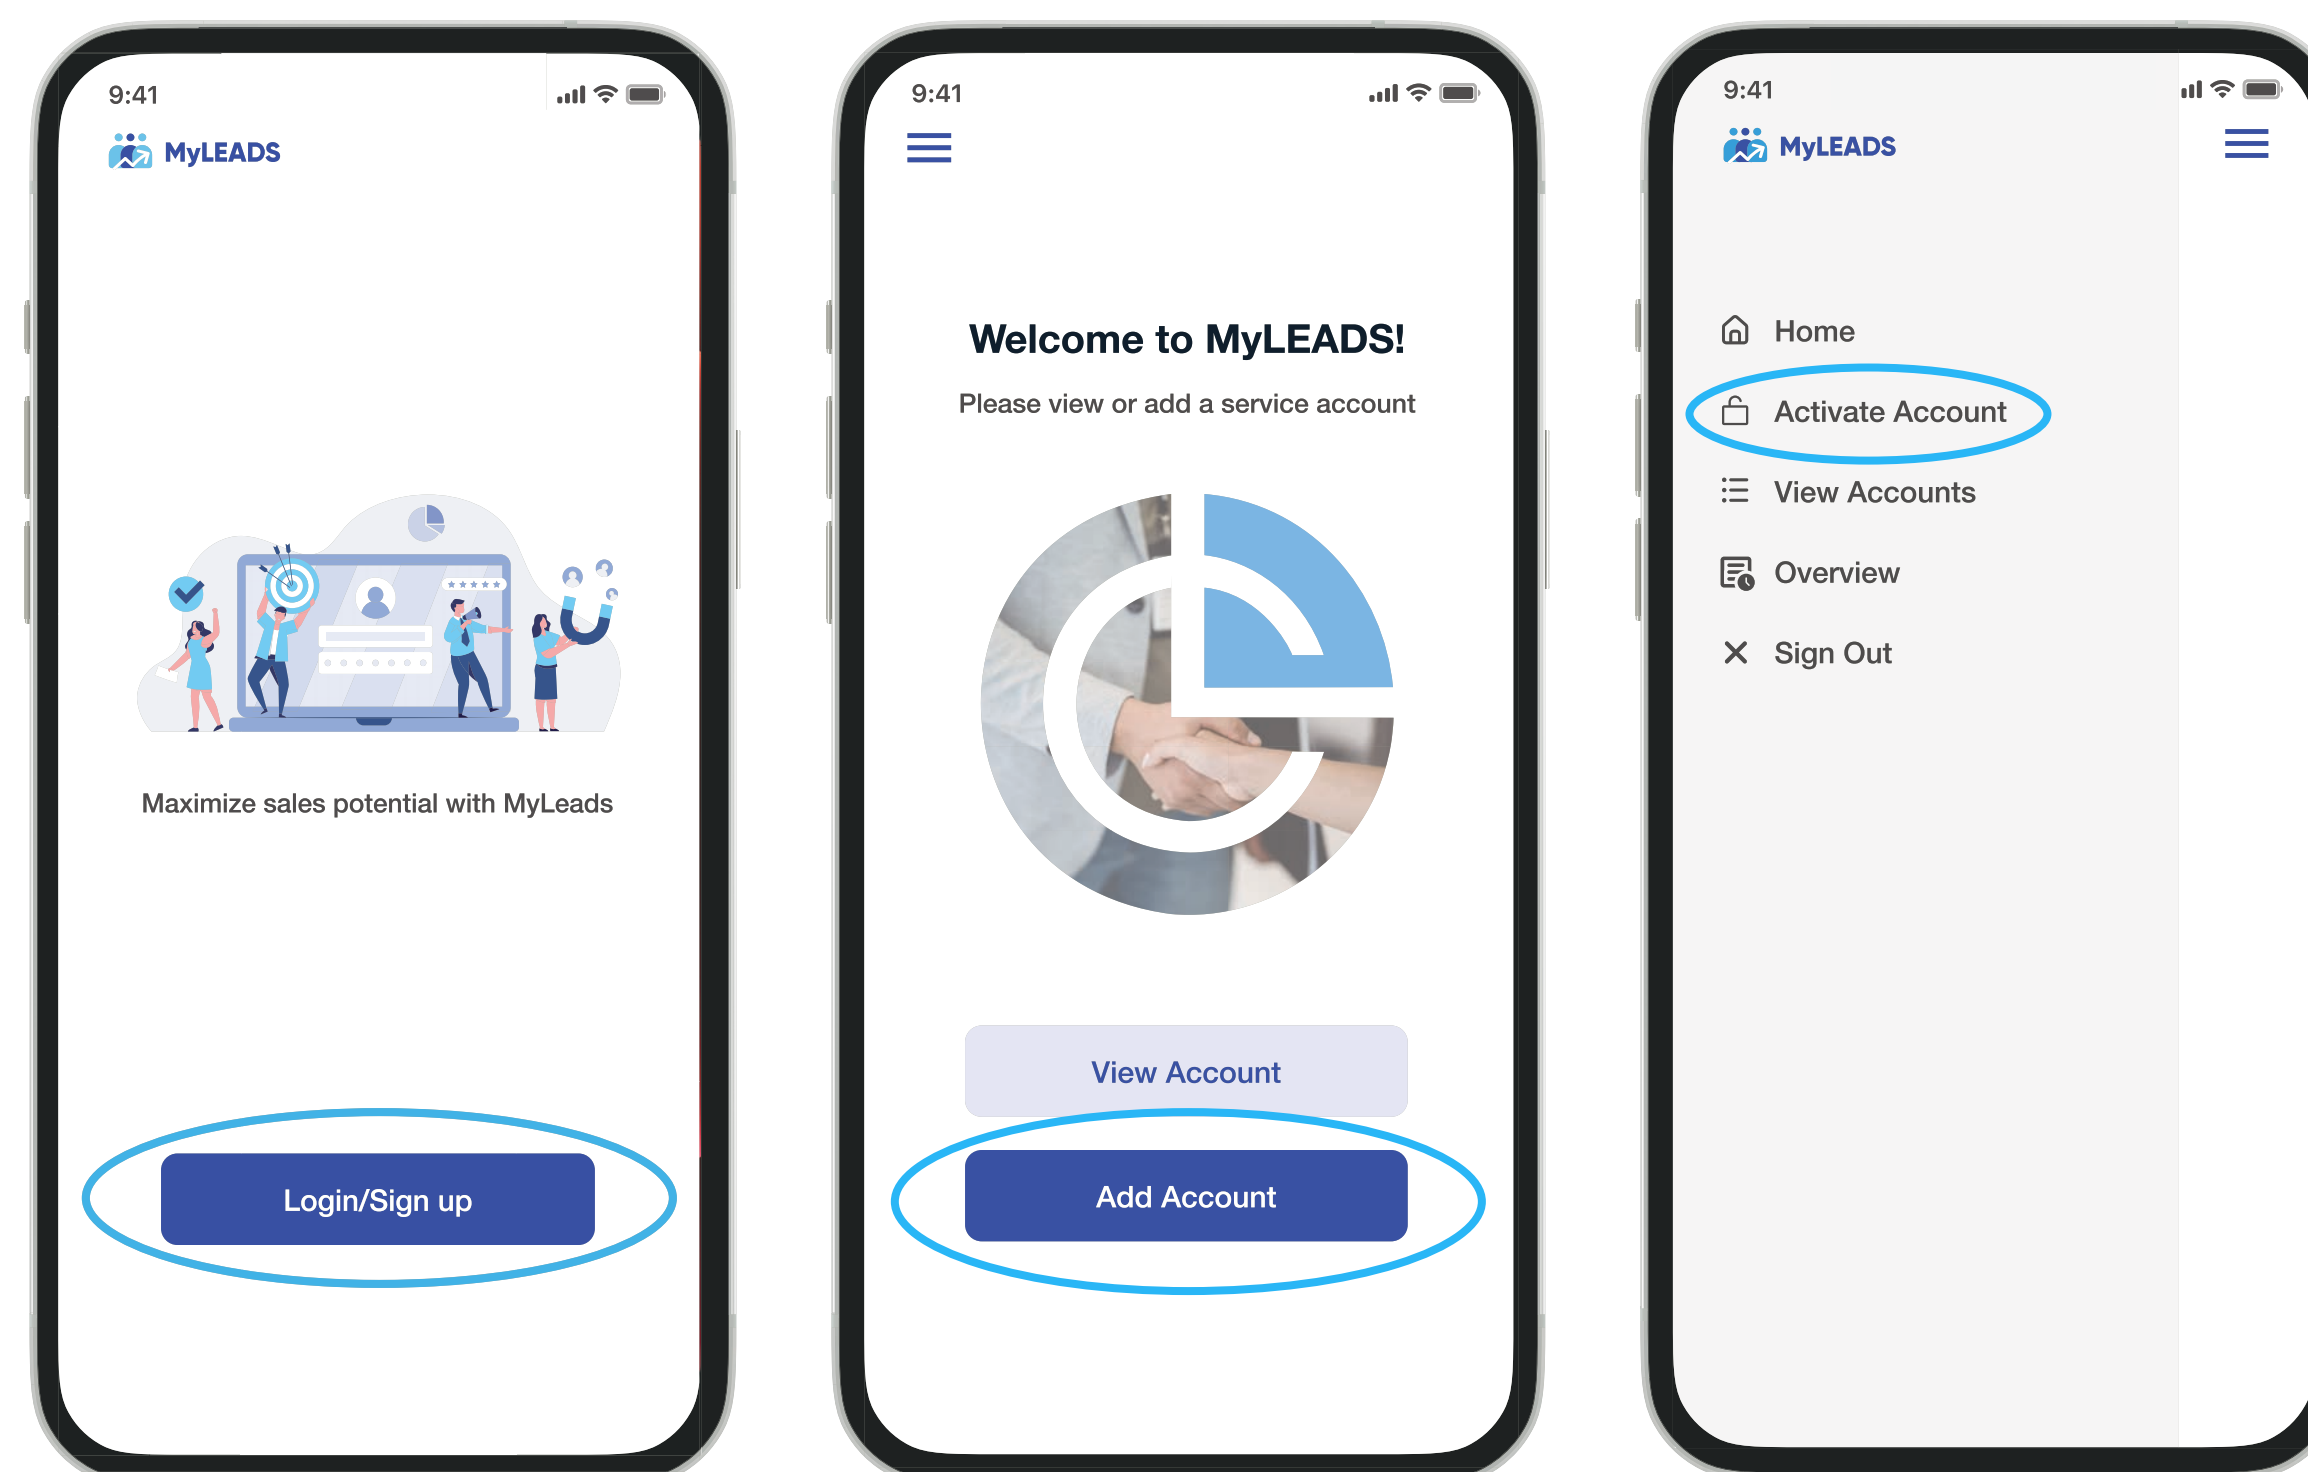 9:41
MyLEADS
Maximize sales potential with MyLeads
Login/Sign up
9:41
Welcome to MyLEADS!
Please view or add a service account
View Account
Add Account
9:41
MyLEADS
Home
Activate Account
View Accounts
Overview
Sign Out